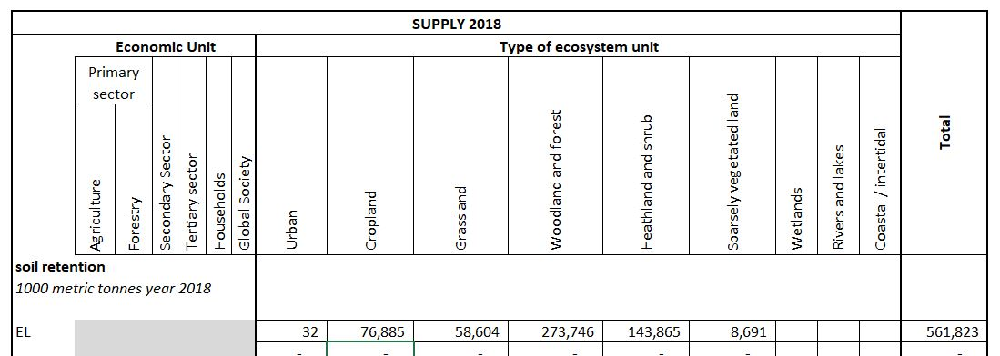 SUPPLY 2018
Economic Unit Type of ecosystem unit Total
Primary
sector
Agriculture Forestry Secondary Sector Tertiary sector Households Global Society Urban Cropland Grassland Woodland and forest Heathland and shrub Sparsely vegetated land Wetlands Rivers and lakes Coastal / intertidal
soil retention
1000 metric tonnes year 2018
EL 32 76,885 58,604 273,746 143,865 8,691 561,823
- - - - - - -